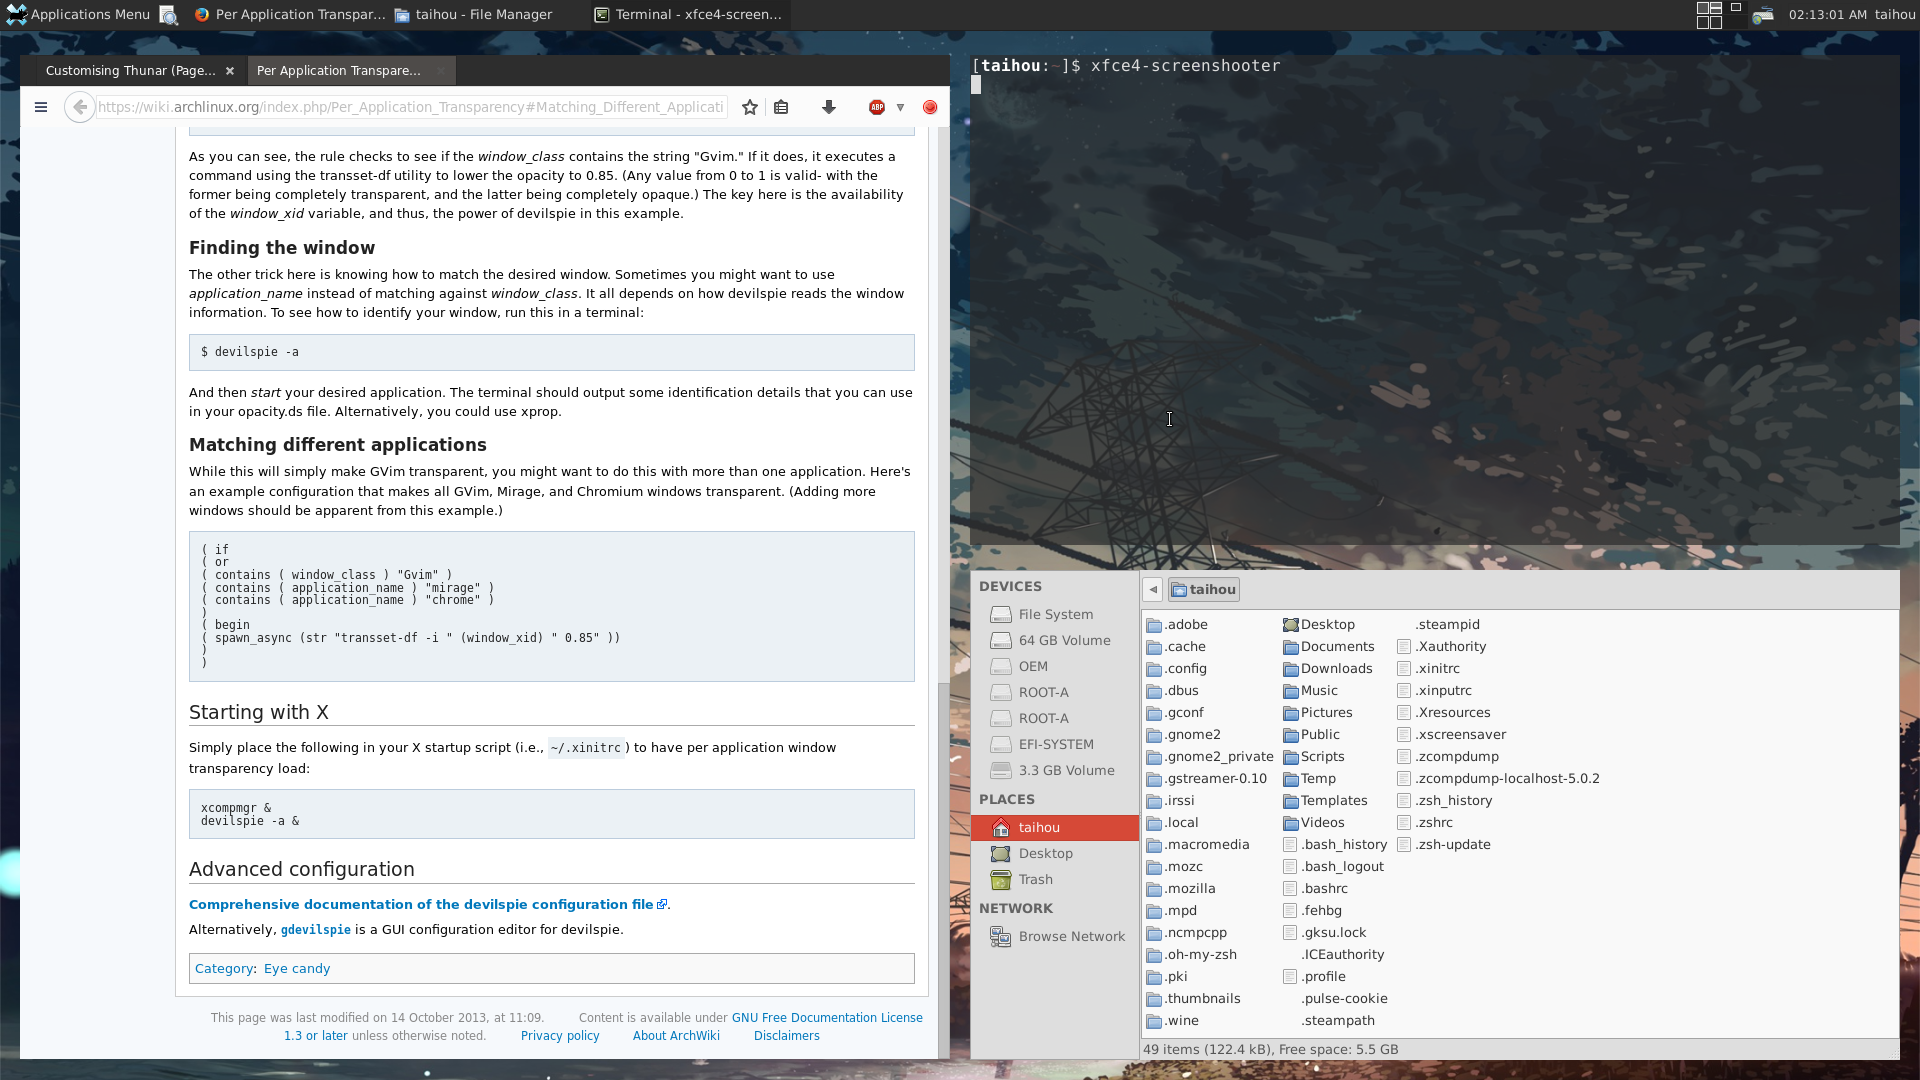 Applications Menu
Per Application Transpar...
taihou - File Manager
Terminal - xfce4-screen...
02:13:01 AM taihou
Customising Thunar (Page...
Per Application Transpare...
https://wiki.archlinux.org/index.php/Per_Application_Transparency#Matching_Different_Applicati
ABP
As you can see, the rule checks to see if the window_class contains the string "Gvim." If it does, it executes a
command using the transset-df utility to lower the opacity to 0.85. (Any value from 0 to 1 is valid- with the
former being completely transparent, and the latter being completely opaque.) The key here is the availability
of the window_xid variable, and thus, the power of devilspie in this example.
Finding the window
The other trick here is knowing how to match the desired window. Sometimes you might want to use
application_name instead of matching against window_class. It all depends on how devilspie reads the window
information. To see how to identify your window, run this in a terminal:
$ devilspie -a
And then start your desired application. The terminal should output some identification details that you can use
in your opacity.ds file. Alternatively, you could use xprop.
Matching different applications
While this will simply make GVim transparent, you might want to do this with more than one application. Here's
an example configuration that makes all GVim, Mirage, and Chromium windows transparent. (Adding more
windows should be apparent from this example.)
( if
( or
( contains ( window_class ) "Gvim" )
( contains ( application_name ) "mirage" )
( contains ( application_name ) "chrome" )
)
( begin
( spawn_async (str "transset-df -i " (window_xid) " 0.85" ))
)
)
Starting with X
Simply place the following in your X startup script (i.e., ~/.xinitrc ) to have per application window
transparency load:
xcompmgr &
devilspie -a &
Advanced configuration
Comprehensive documentation of the devilspie configuration file.
Alternatively, gdevilspie is a GUI configuration editor for devilspie.
Category: Eye candy
This page was last modified on 14 October 2013, at 11:09. Content is available under GNU Free Documentation License
1.3 or later unless otherwise noted. Privacy policy About ArchWiki Disclaimers
[taihou:~]$ xfce4-screenshooter
DEVICES
File System
64 GB Volume
OEM
ROOT-A
ROOT-A
EFI-SYSTEM
3.3 GB Volume
PLACES
taihou
Desktop
Trash
NETWORK
Browse Network
taihou
.adobe
.cache
.config
.dbus
.gconf
.gnome2
.gnome2_private
.gstreamer-0.10
.irssi
.local
.macromedia
.mozc
.mozilla
.mpd
.ncmpcpp
.oh-my-zsh
.pki
.thumbnails
.wine
Desktop
Documents
Downloads
Music
Pictures
Public
Scripts
Temp
Templates
Videos
.bash_history
.bash_logout
.bashrc
.fehbg
.gksu.lock
.ICEauthority
.profile
.pulse-cookie
.steampath
.steampid
.Xauthority
.xinitrc
.xinputrc
.Xresources
.xscreensaver
.zcompdump
.zcompdump-localhost-5.0.2
.zsh_history
.zshrc
.zsh-update
49 items (122.4 kB), Free space: 5.5 GB